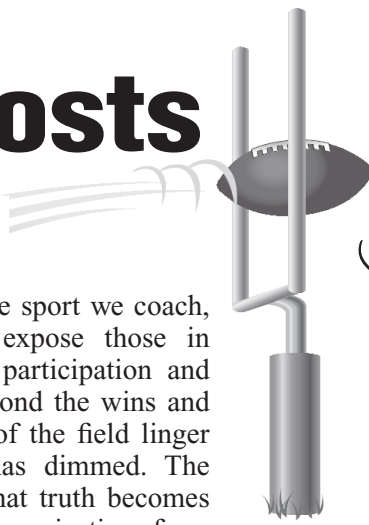 osts
e sport we coach,
expose those in
participation and
ond the wins and
of the field linger
as dimmed. The
hat truth becomes